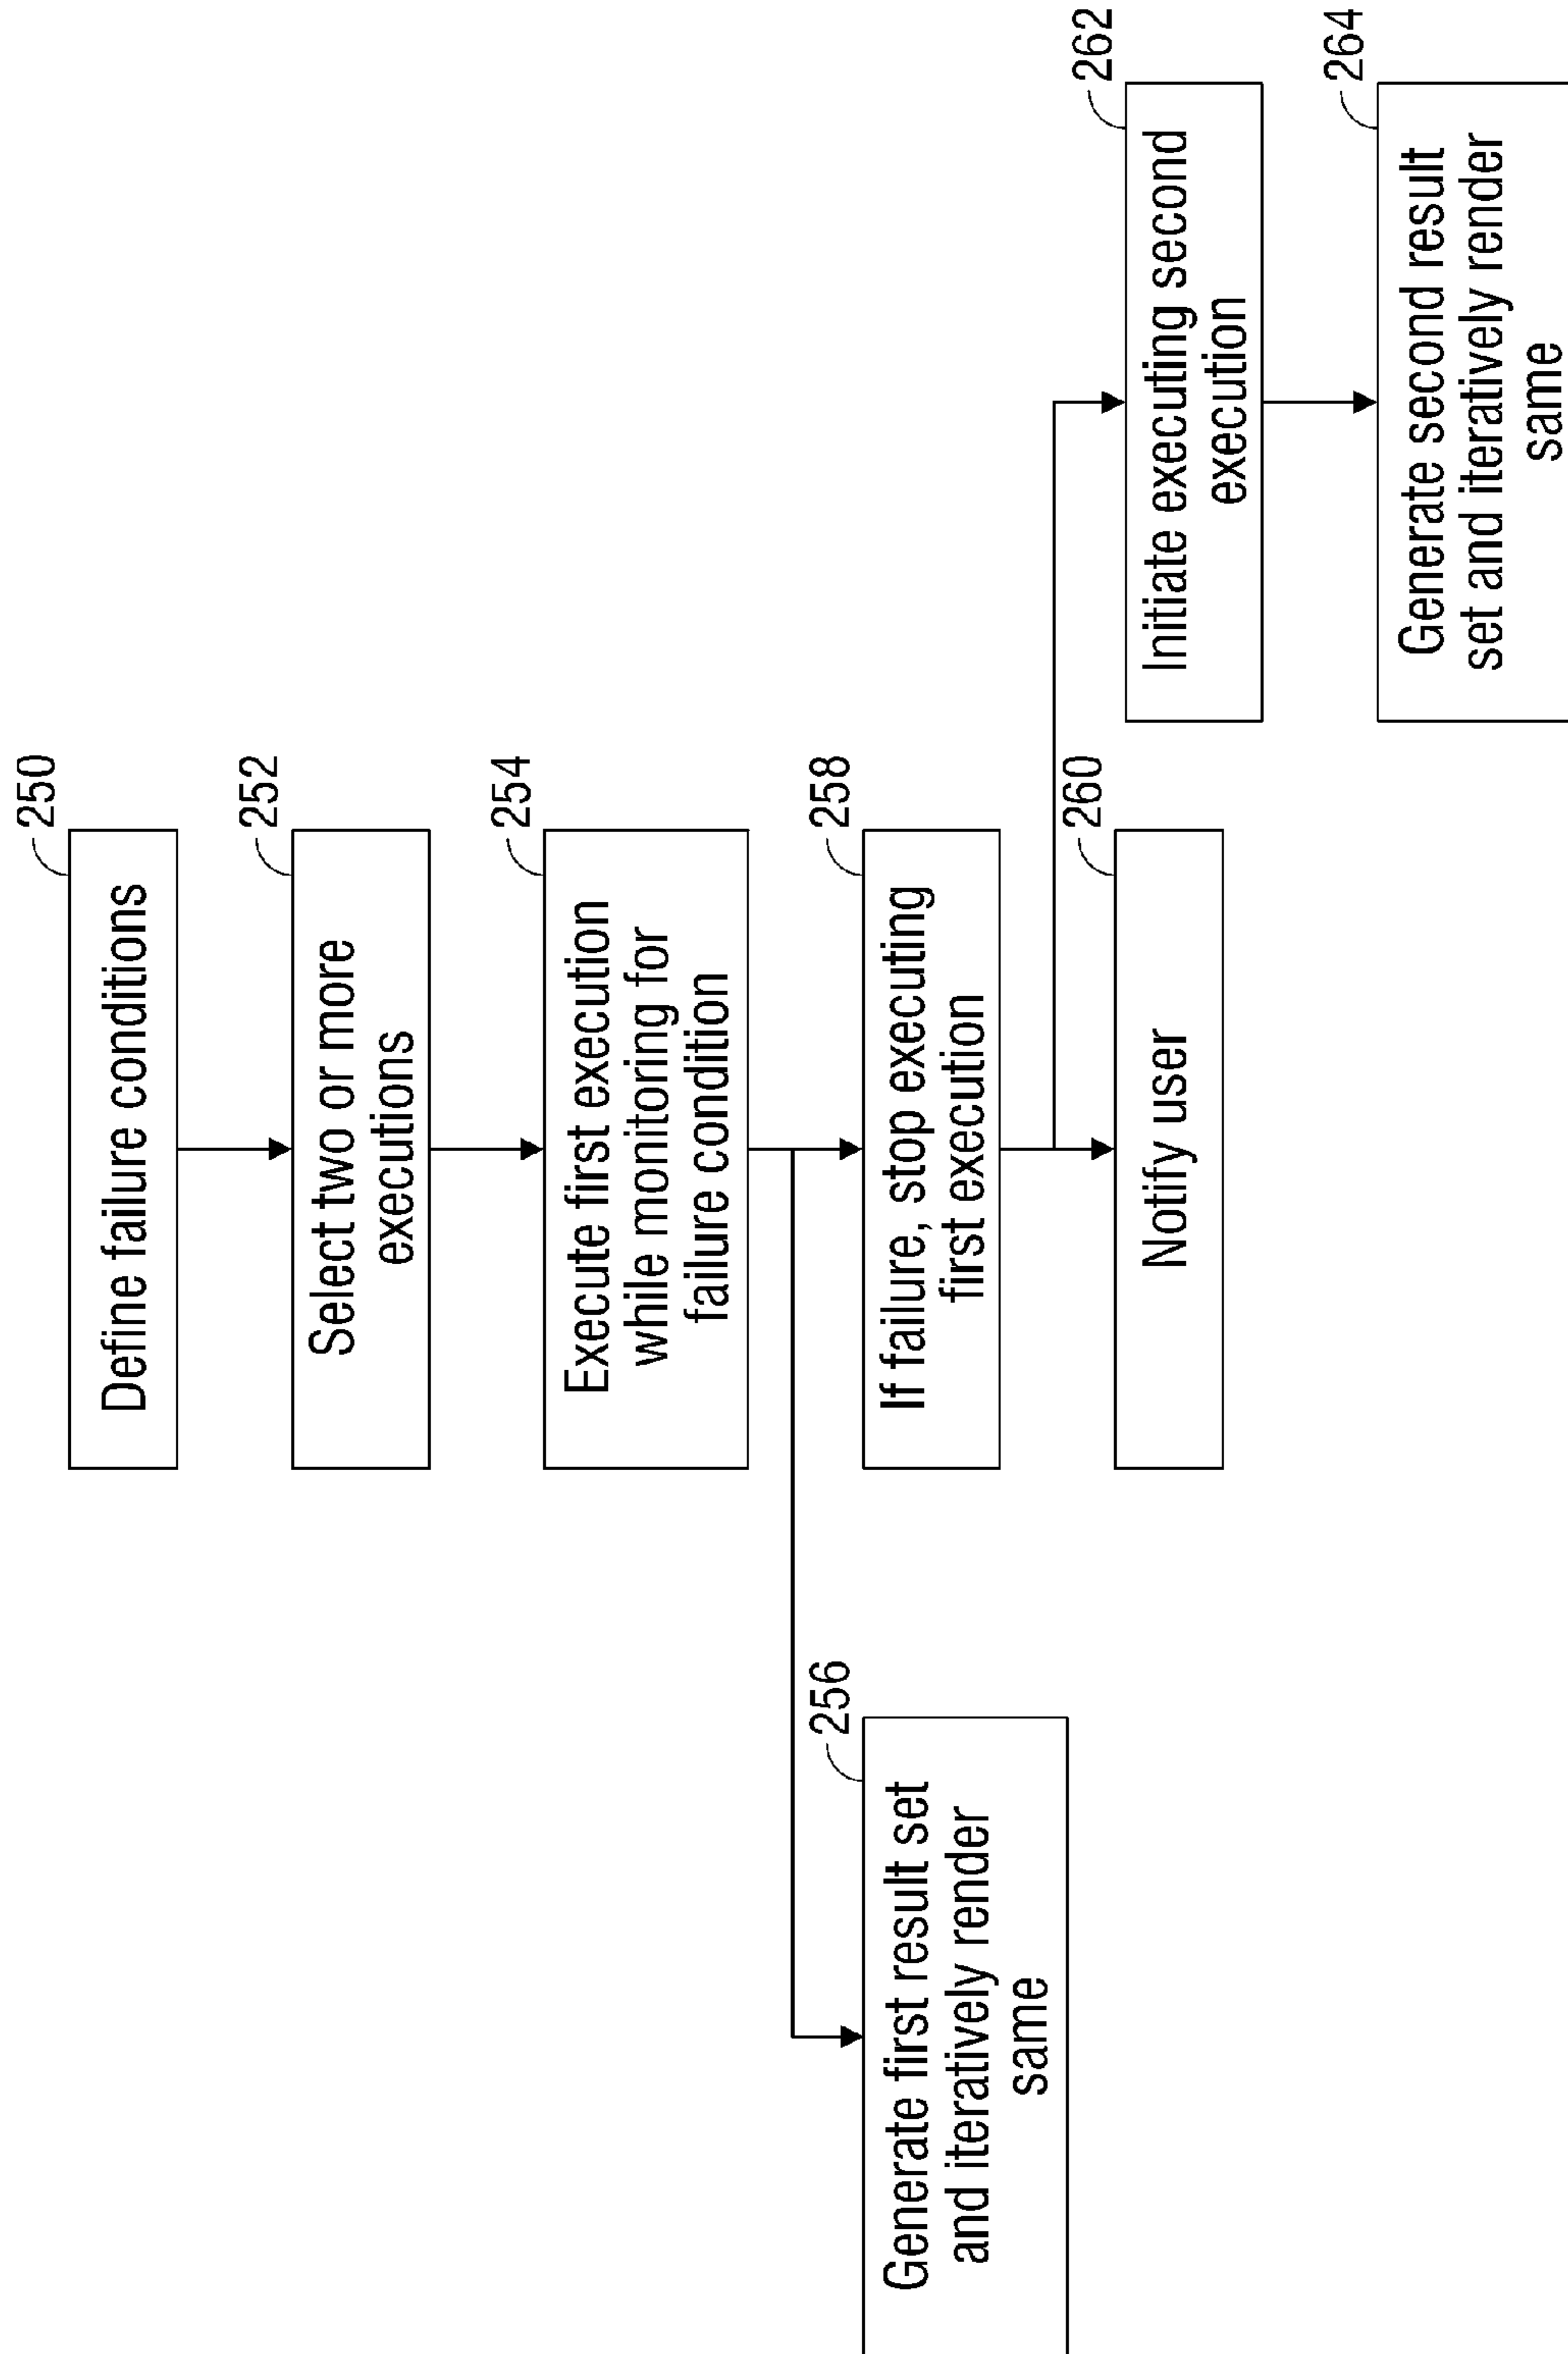 250
Define failure conditions
252
Select two or more
executions
254
Execute first execution
while monitoring for
failure condition
256
Generate first result set
and iteratively render
same
258
If failure, stop executing
first execution
260
Notify user
262
Initiate executing second
execution
264
Generate second result
set and iteratively render
same